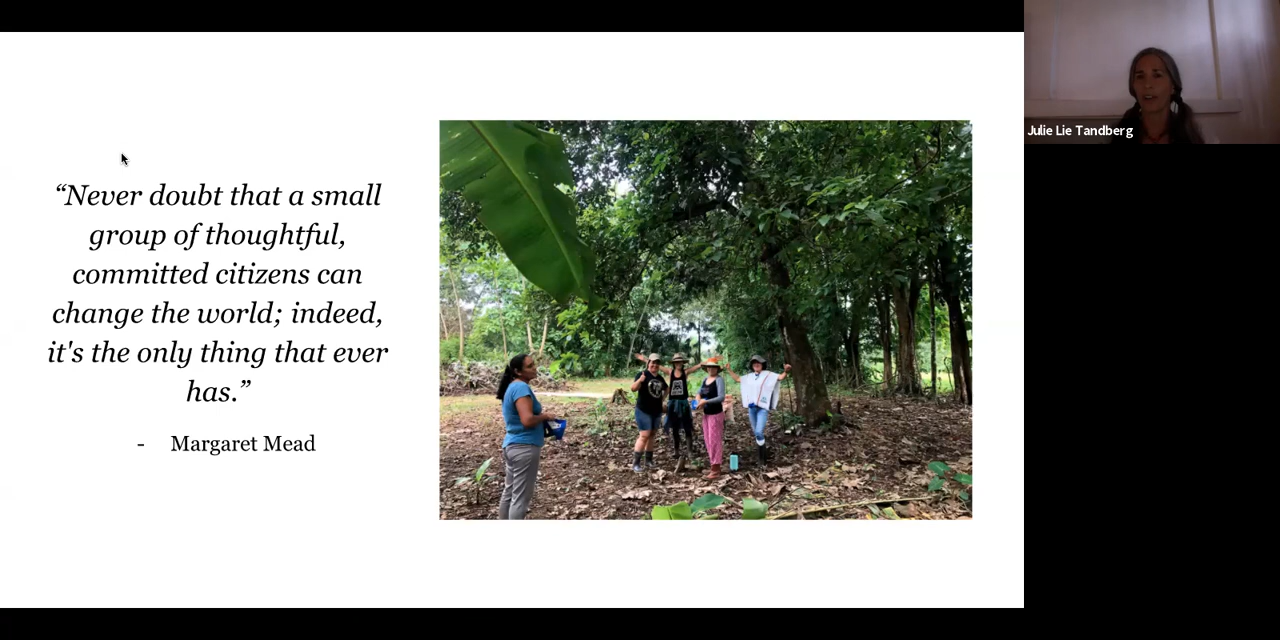 “Never doubt that a small
group of thoughtful,
committed citizens can
change the world; indeed,
it's the only thing that ever
has.”
- Margaret Mead
Julie Lie Tandberg